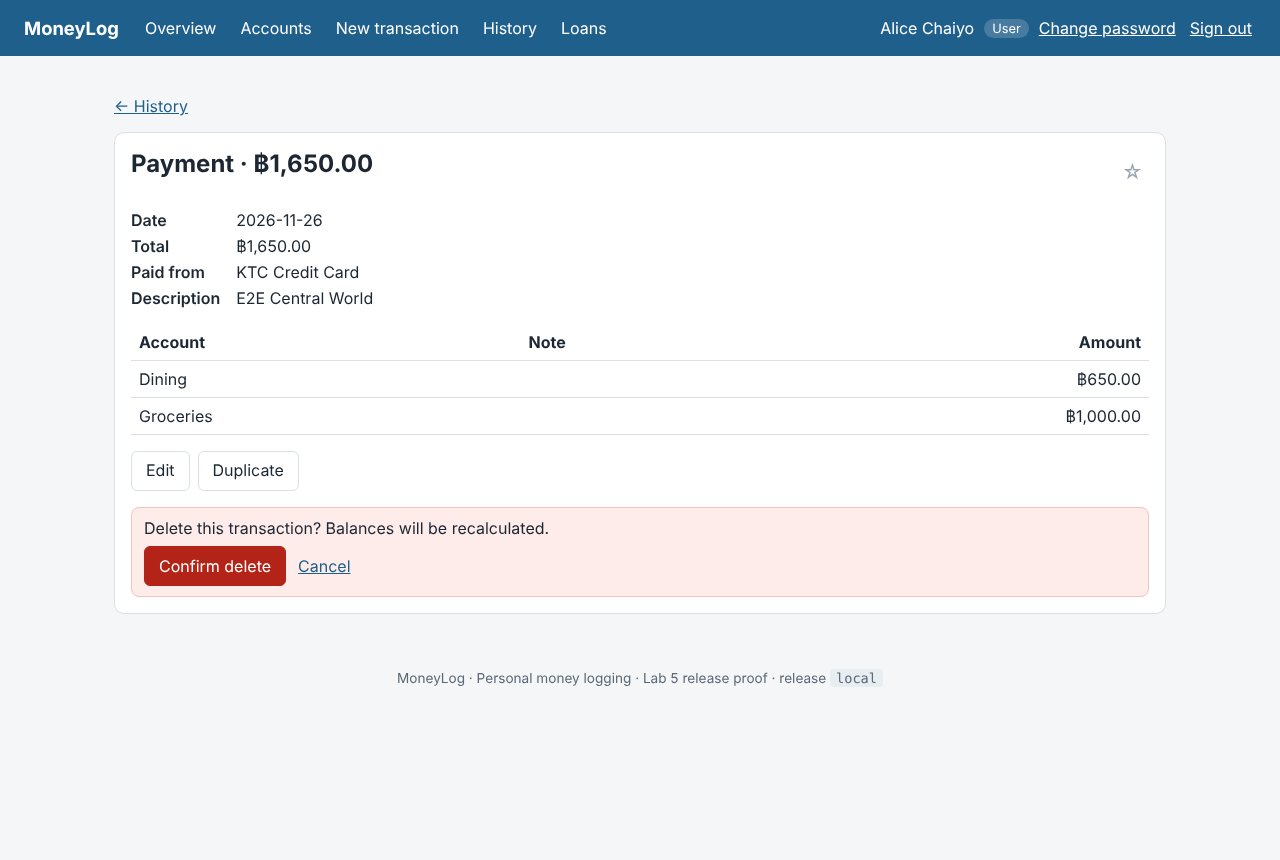 MoneyLog Overview Accounts New transaction History Loans Alice Chaiyo User Change password Sign out
← History
Payment · ฿1,650.00 ☆
Date 2026-11-26
Total ฿1,650.00
Paid from KTC Credit Card
Description E2E Central World
Account Note Amount
Dining ฿650.00
Groceries ฿1,000.00
Edit Duplicate
Delete this transaction? Balances will be recalculated.
Confirm delete Cancel
MoneyLog · Personal money logging · Lab 5 release proof · release local